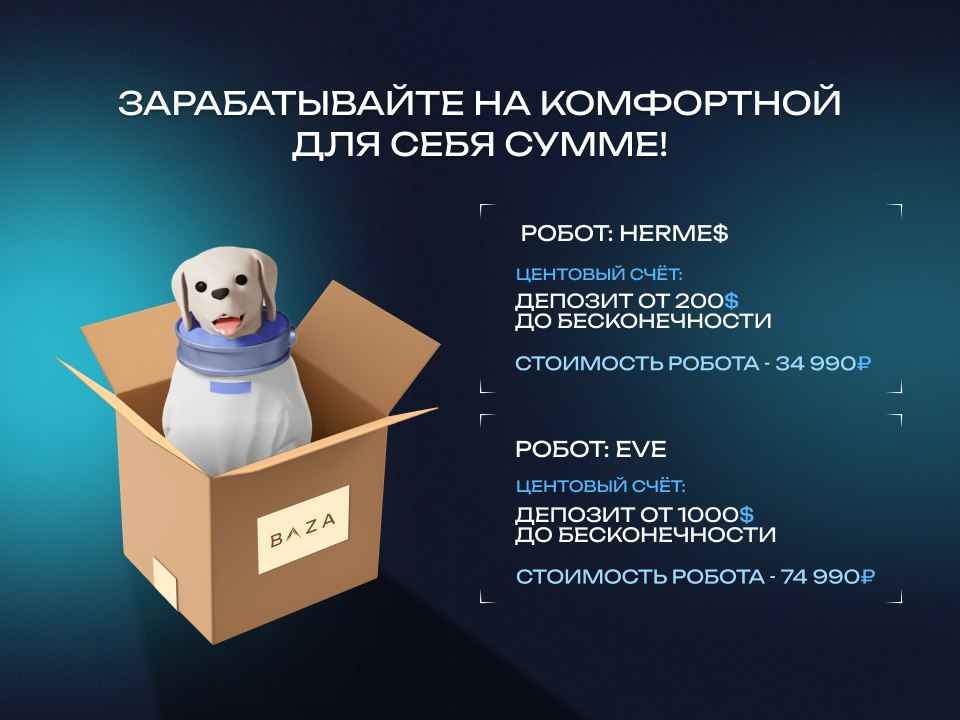 ЗАРАБАТЫВАЙТЕ НА КОМФОРТНОЙ
ДЛЯ СЕБЯ СУММЕ!
РОБОТ: HERME$
ЦЕНТОВЫЙ СЧЁТ:
ДЕПОЗИТ ОТ 200$
ДО БЕСКОНЕЧНОСТИ
СТОИМОСТЬ РОБОТА - 34 990₽
РОБОТ: EVE
ЦЕНТОВЫЙ СЧЁТ:
ДЕПОЗИТ ОТ 1000$
ДО БЕСКОНЕЧНОСТИ
СТОИМОСТЬ РОБОТА - 74 990₽
BAZA